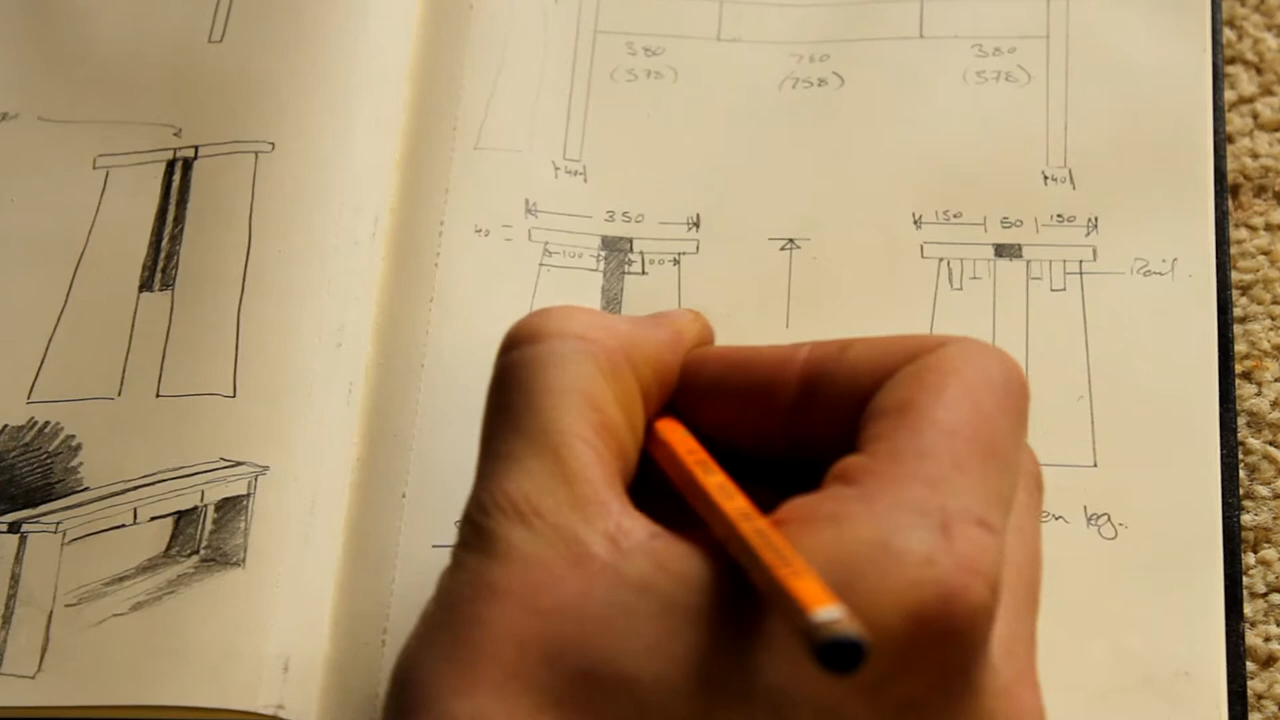 380 760 380
(378) (758) (378)
40 40
350 150 50 150
40
100 100
Rail.
en leg.